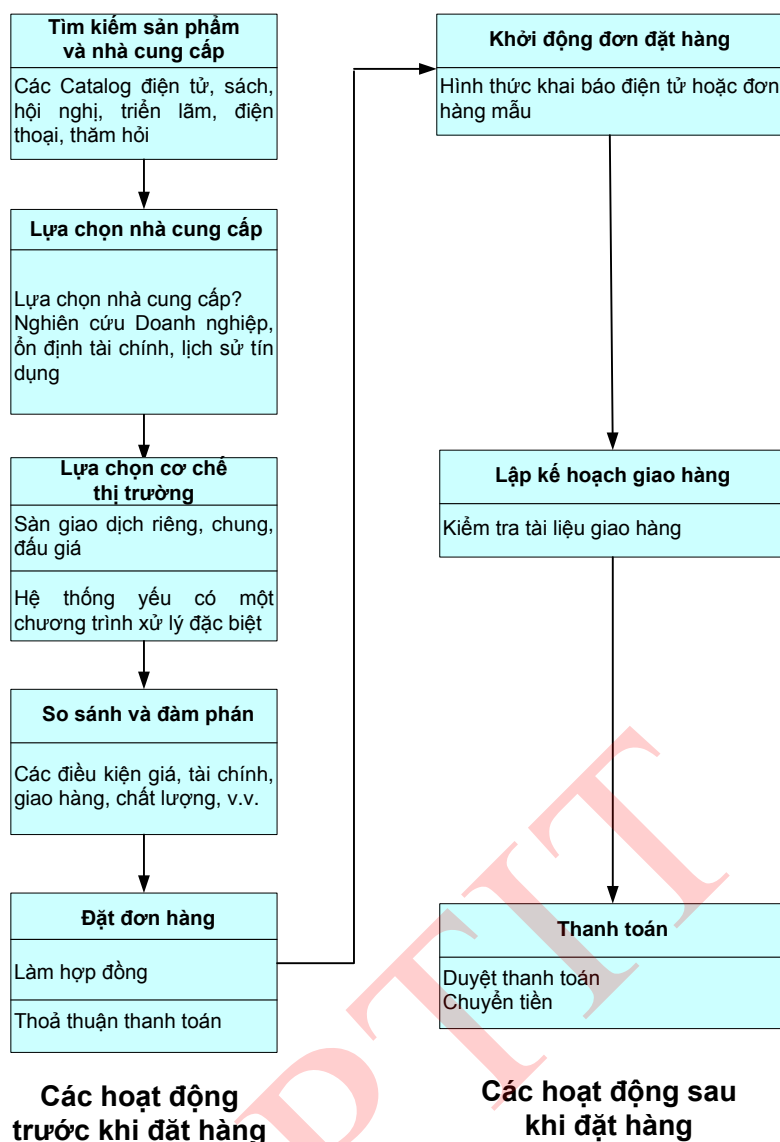 Tìm kiếm sản phẩm
và nhà cung cấp
Các Catalog điện tử, sách,
hội nghị, triển lãm, điện
thoại, thăm hỏi
Lựa chọn nhà cung cấp
Lựa chọn nhà cung cấp?
Nghiên cứu Doanh nghiệp,
ổn định tài chính, lịch sử tín
dụng
Lựa chọn cơ chế
thị trường
Sàn giao dịch riêng, chung,
đấu giá
Hệ thống yếu có một
chương trình xử lý đặc biệt
So sánh và đàm phán
Các điều kiện giá, tài chính,
giao hàng, chất lượng, v.v.
Đặt đơn hàng
Làm hợp đồng
Thoả thuận thanh toán
Các hoạt động
trước khi đặt hàng
Khởi động đơn đặt hàng
Hình thức khai báo điện tử hoặc đơn
hàng mẫu
Lập kế hoạch giao hàng
Kiểm tra tài liệu giao hàng
Thanh toán
Duyệt thanh toán
Chuyển tiền
Các hoạt động sau
khi đặt hàng
PTIT